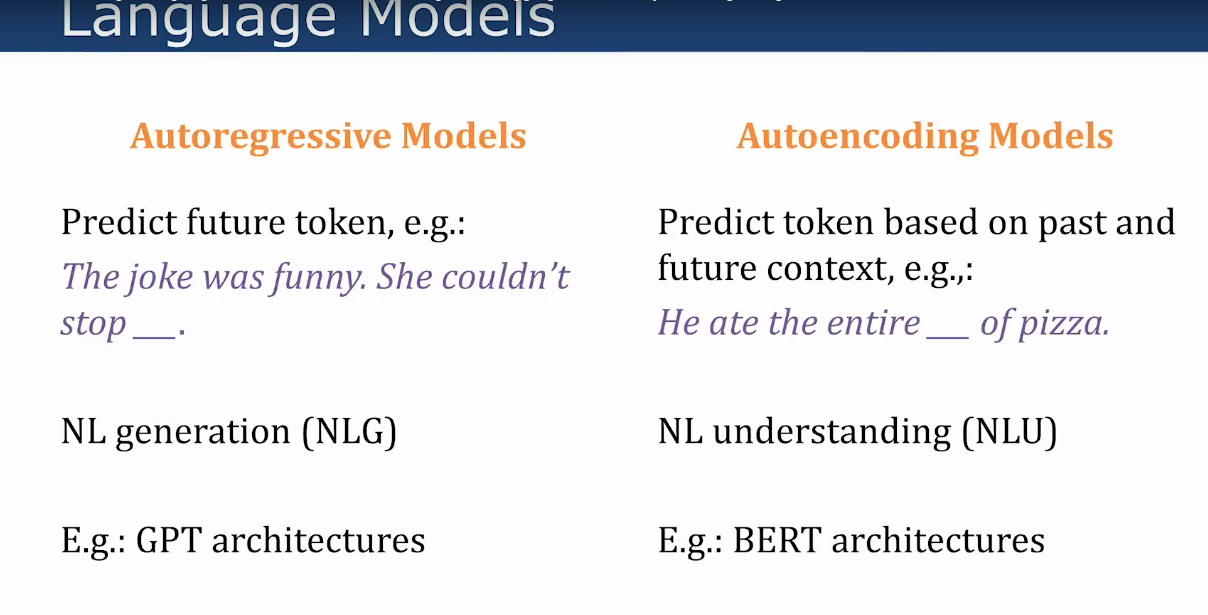 Language Models
Autoregressive Models
Predict future token, e.g.:
The joke was funny. She couldn't
stop ___.
NL generation (NLG)
E.g.: GPT architectures
Autoencoding Models
Predict token based on past and
future context, e.g.,:
He ate the entire ___ of pizza.
NL understanding (NLU)
E.g.: BERT architectures